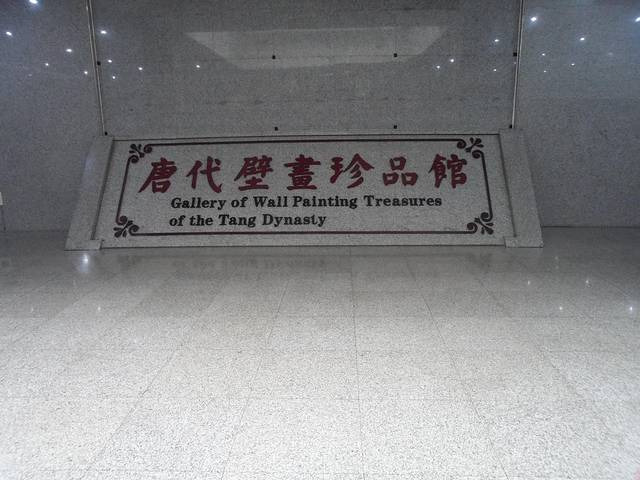 唐代壁畫珍品館
Gallery of Wall Painting Treasures
of the Tang Dynasty